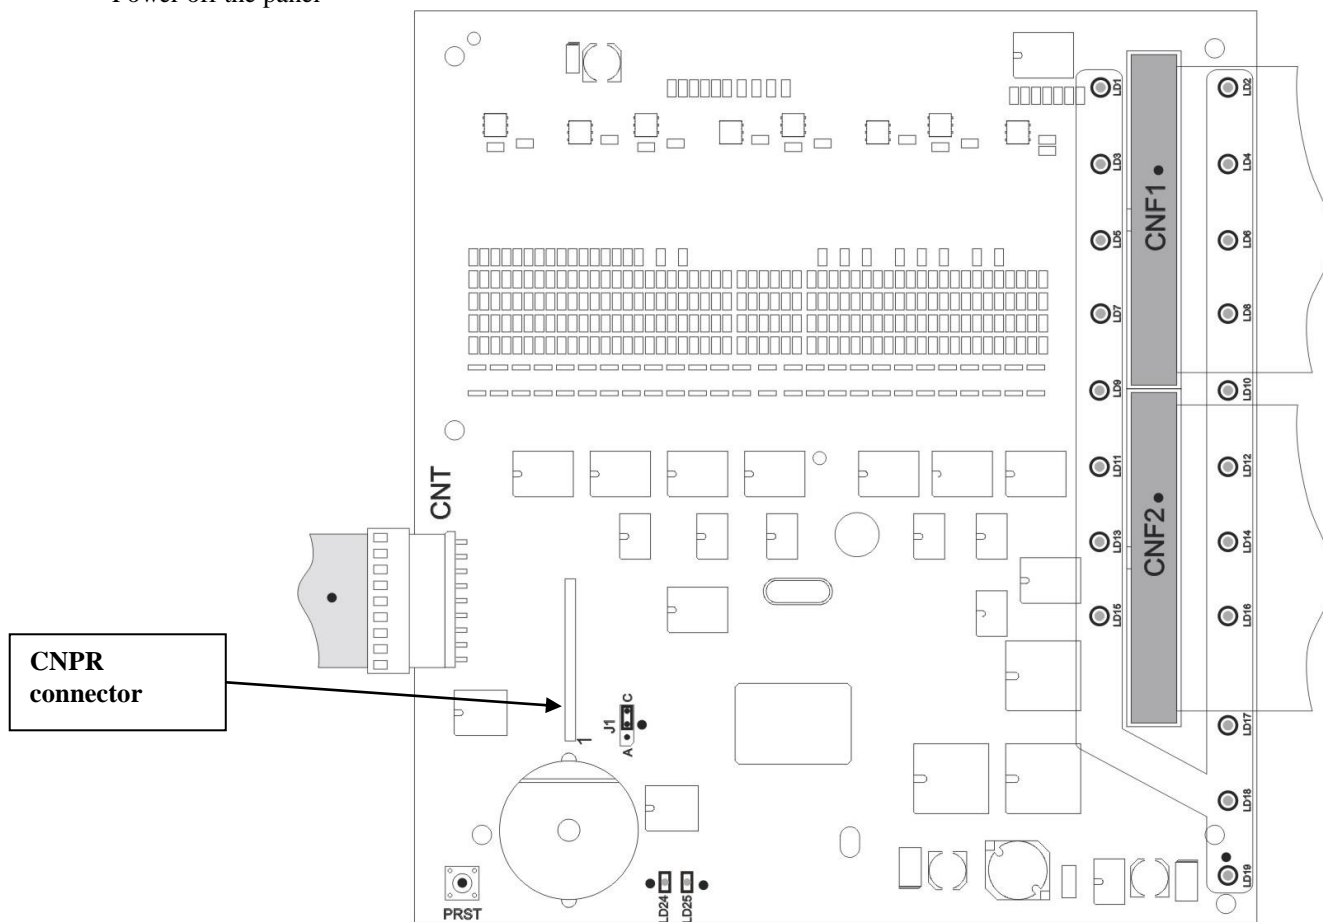 Power off the panel
LD1
LD2
LD3
LD4
CNF1
LD5
LD6
LD7
LD8
LD9
LD10
CNT
LD11
LD12
CNF2
LD13
LD14
LD15
LD16
CNPR
connector
J1
C
A
1
LD17
LD18
LD19
PRST
LD24
LD25